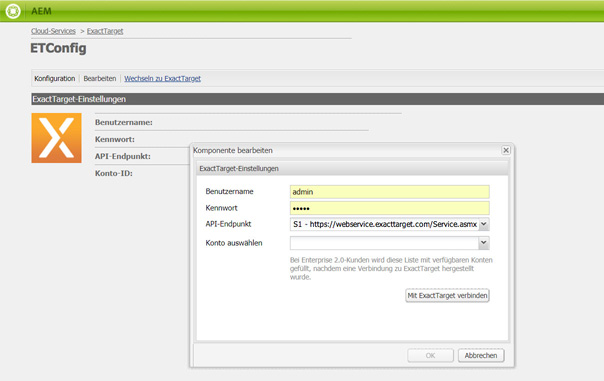 AEM
Cloud-Services > ExactTarget
ETConfig
Konfiguration | Bearbeiten | Wechseln zu ExactTarget
ExactTarget-Einstellungen
Benutzername:
Kennwort:
API-Endpunkt:
Konto-ID:
Komponente bearbeiten
ExactTarget-Einstellungen
Benutzername admin
Kennwort •••••
API-Endpunkt S1 - https://webservice.exacttarget.com/Service.asmx
Konto auswählen
Bei Enterprise 2.0-Kunden wird diese Liste mit verfügbaren Konten
gefüllt, nachdem eine Verbindung zu ExactTarget hergestellt
wurde.
Mit ExactTarget verbinden
OK Abbrechen